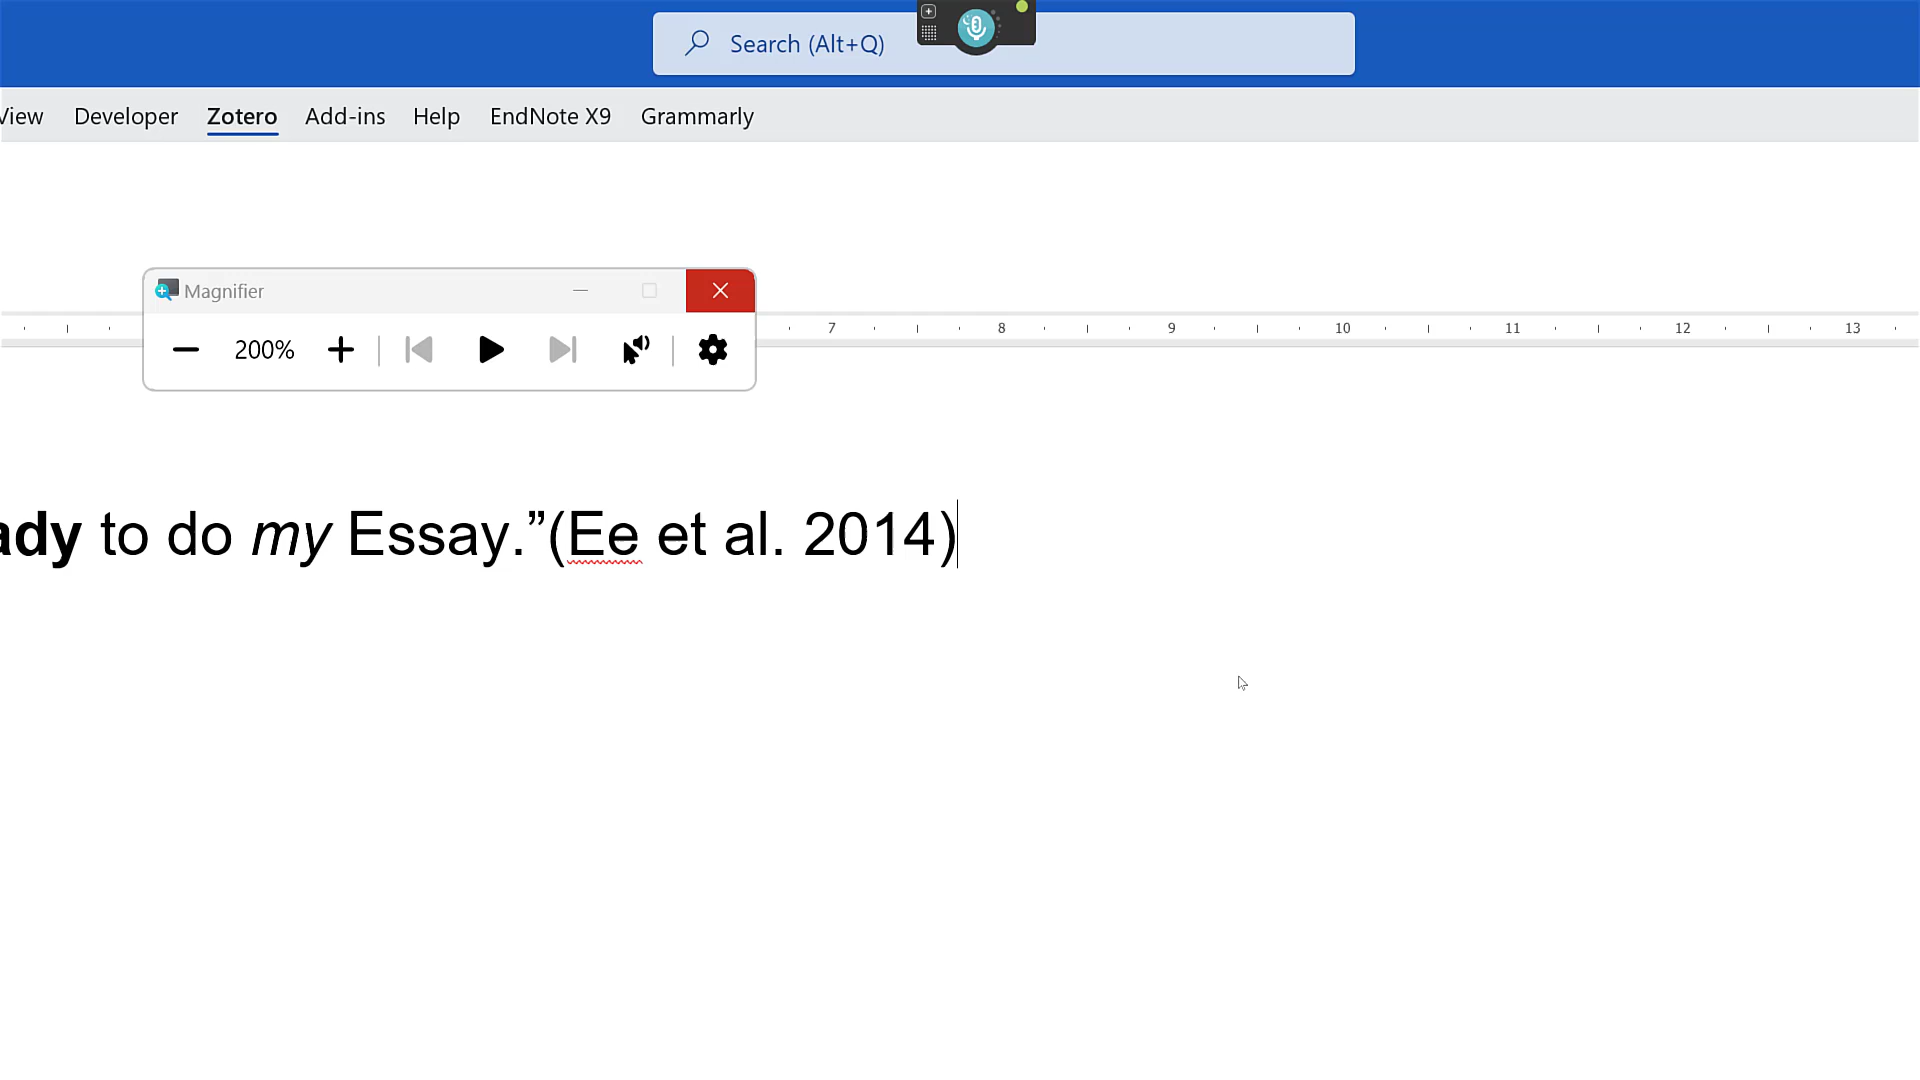 Search (Alt+Q)
View Developer Zotero Add-ins Help EndNote X9 Grammarly
Magnifier
7 8 9 10 11 12 13
200%
ady to do my Essay.”(Ee et al. 2014)